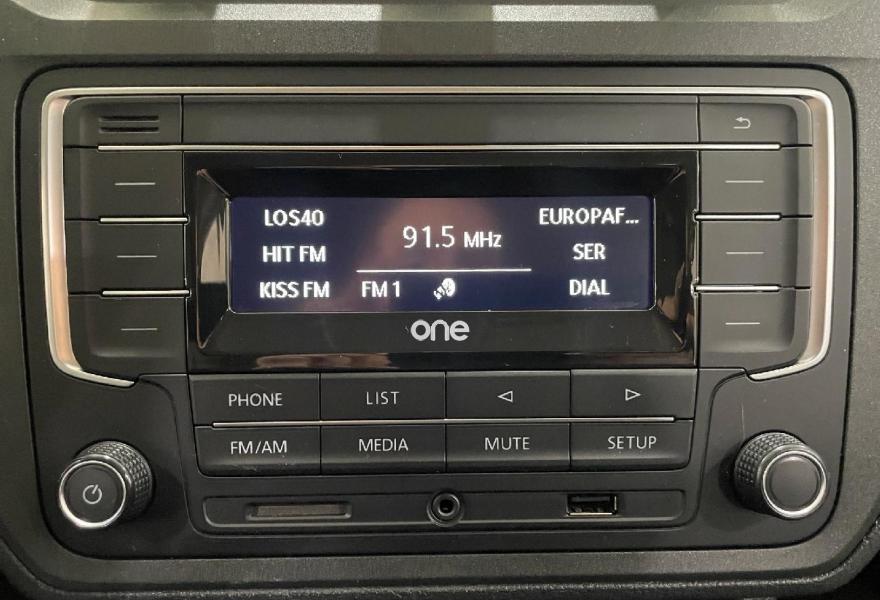 LOS40
HIT FM
KISS FM
91.5 MHz
FM 1
EUROPAF...
SER
DIAL
one
PHONE
LIST
FM/AM
MEDIA
MUTE
SETUP